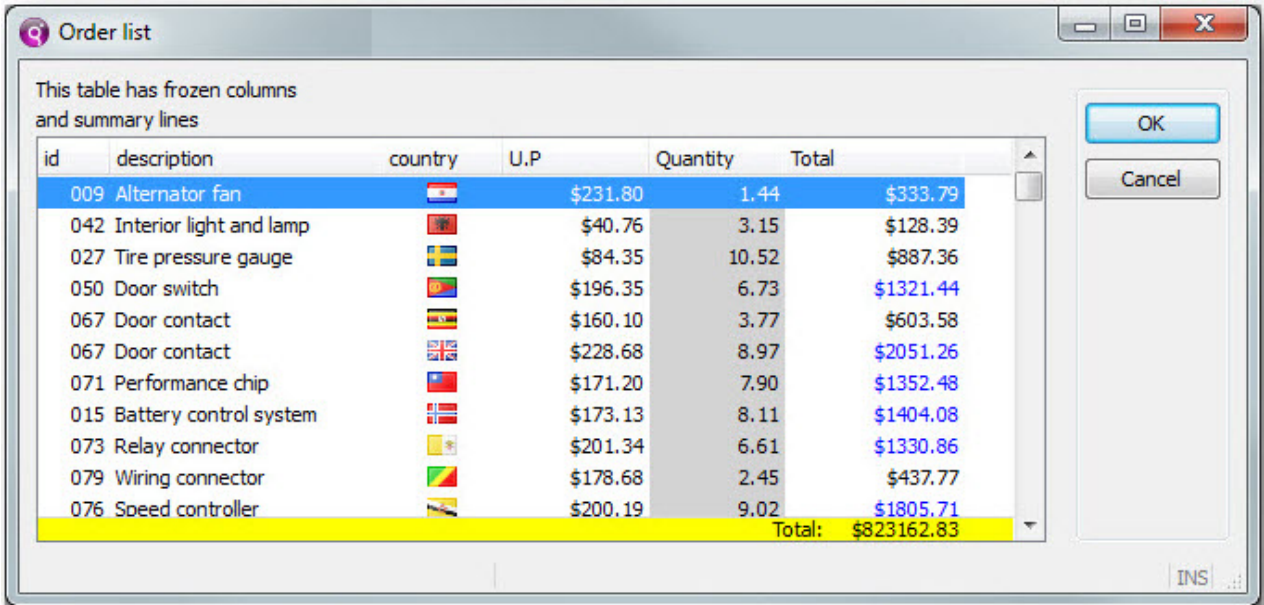 Order list
This table has frozen columns
and summary lines
OK
Cancel
id description country U.P Quantity Total
009 Alternator fan $231.80 1.44 $333.79
042 Interior light and lamp $40.76 3.15 $128.39
027 Tire pressure gauge $84.35 10.52 $887.36
050 Door switch $196.35 6.73 $1321.44
067 Door contact $160.10 3.77 $603.58
067 Door contact $228.68 8.97 $2051.26
071 Performance chip $171.20 7.90 $1352.48
015 Battery control system $173.13 8.11 $1404.08
073 Relay connector $201.34 6.61 $1330.86
079 Wiring connector $178.68 2.45 $437.77
076 Speed controller $200.19 9.02 $1805.71
Total: $823162.83
INS